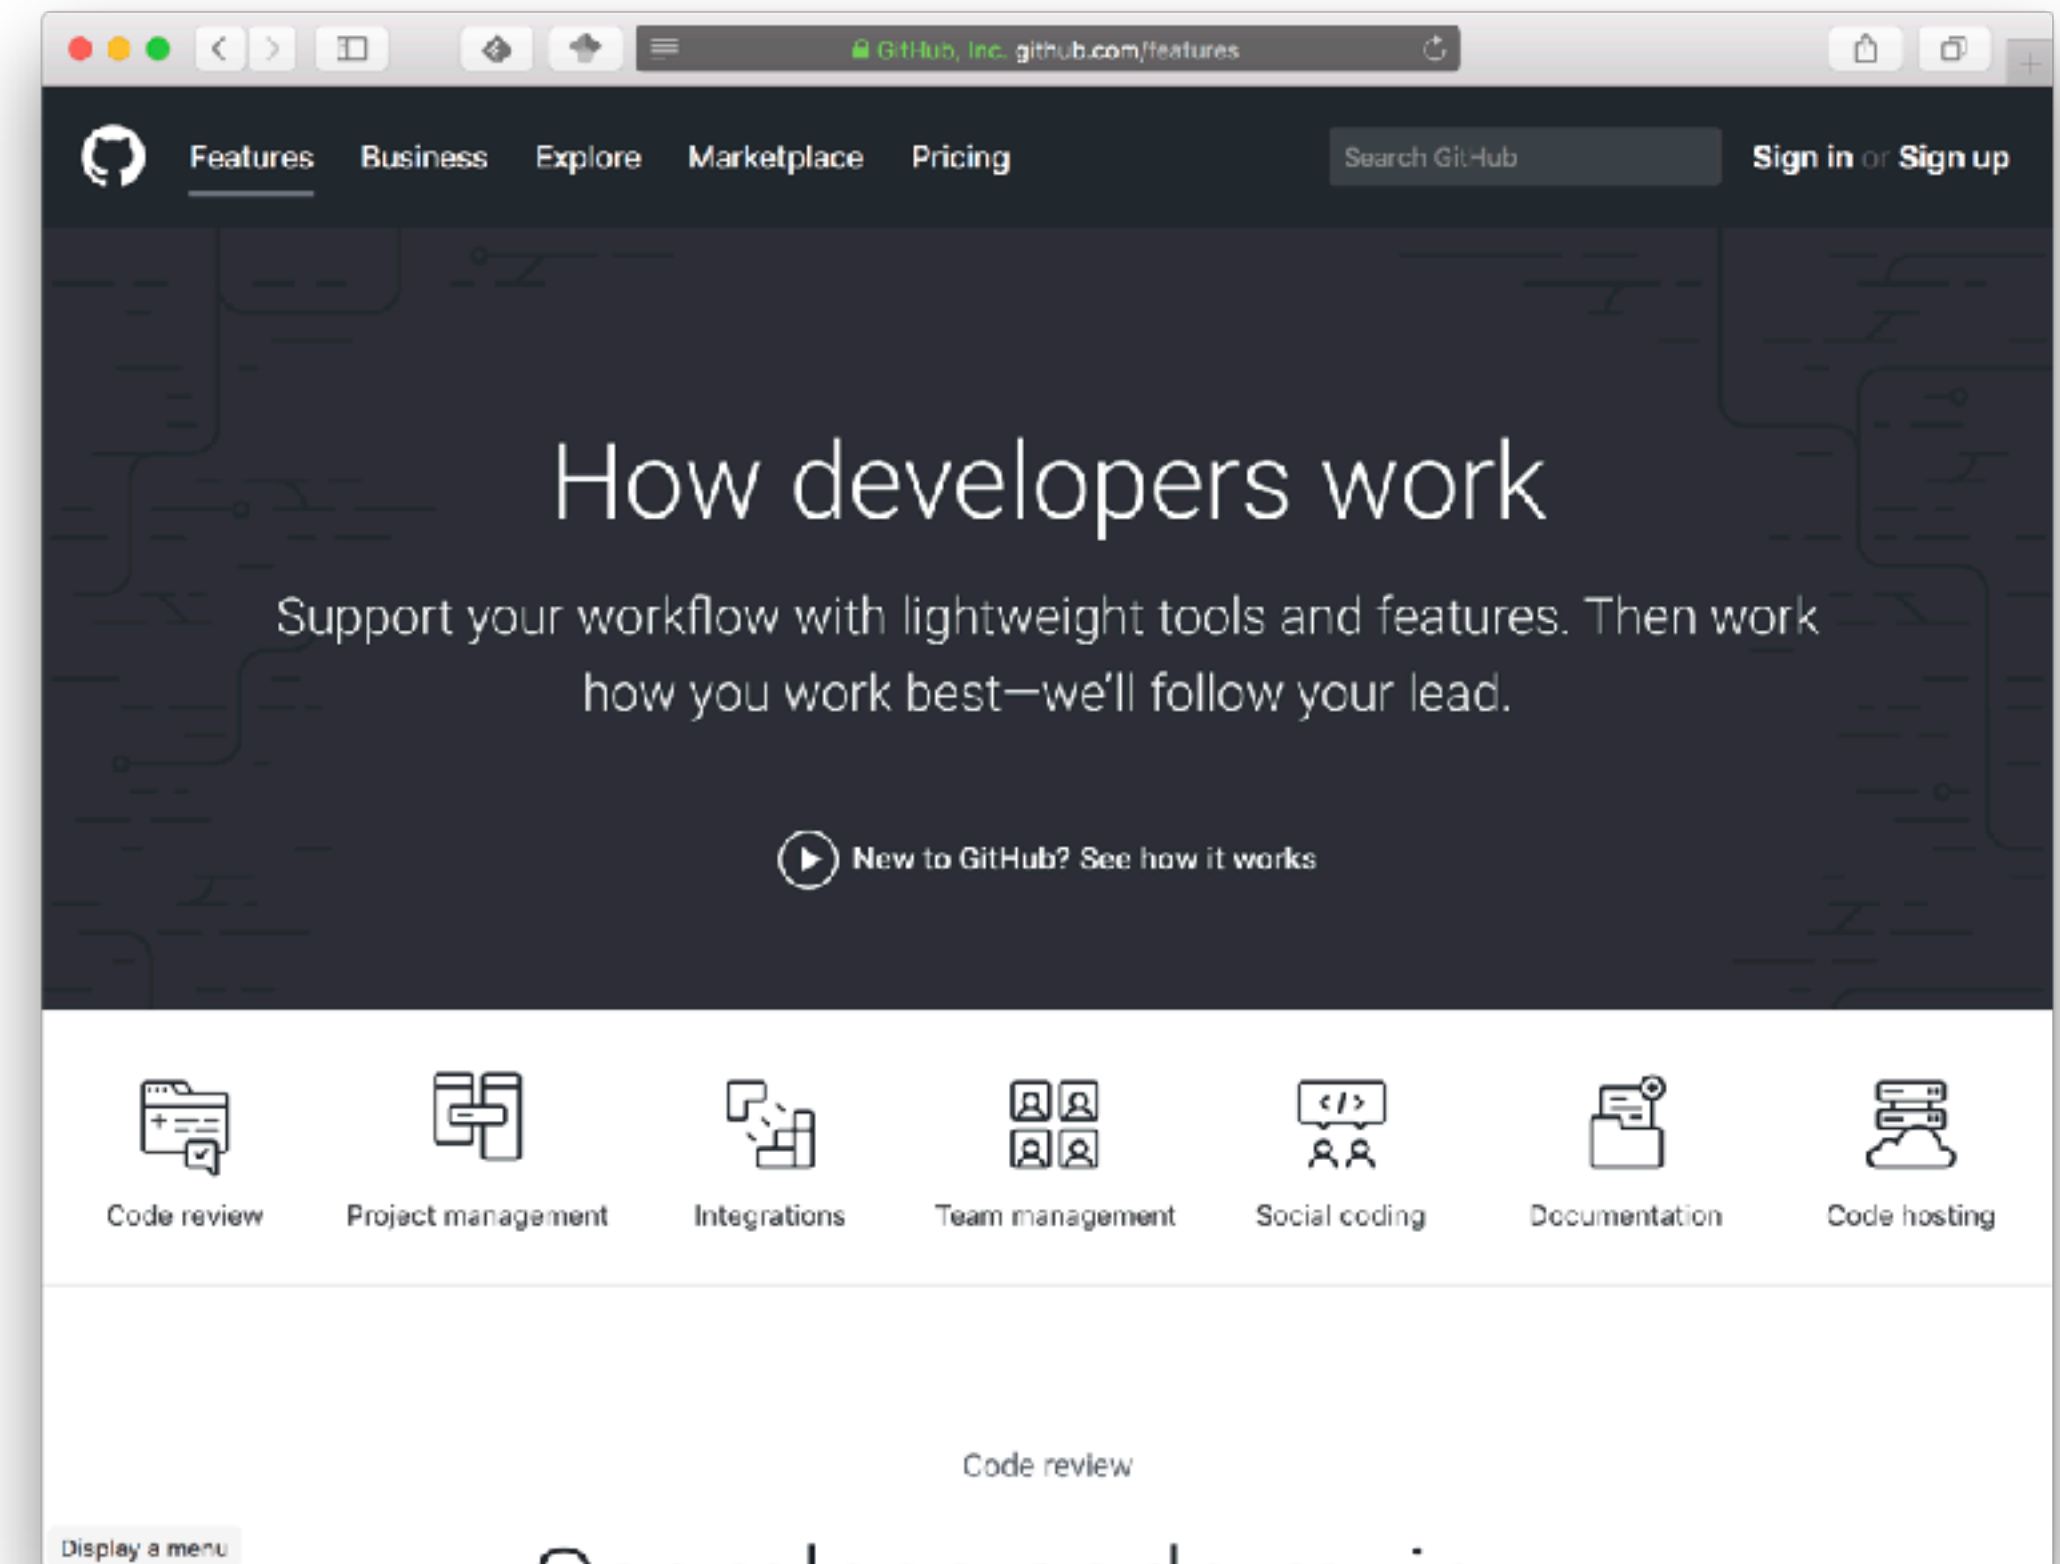 GitHub, Inc. github.com/features
Features Business Explore Marketplace Pricing Search GitHub Sign in or Sign up
How developers work
Support your workflow with lightweight tools and features. Then work
how you work best—we'll follow your lead.
New to GitHub? See how it works
</>
Code review Project management Integrations Team management Social coding Documentation Code hosting
Code review
Display a menu